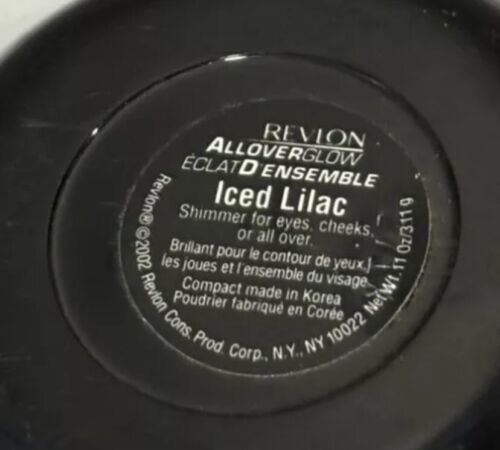 REVLON
ALLOVERGLOW
ÉCLATD'ENSEMBLE
Iced Lilac
Shimmer for eyes, cheeks,
or all over.
Brillant pour le contour de yeux,
les joues et l'ensemble du visage.
Compact made in Korea
Poudrier fabriqué en Corée
Revlon® ©2002 Revlon Cons. Prod. Corp., N.Y., NY 10022 Net Wt. .11 Oz/3.11 g